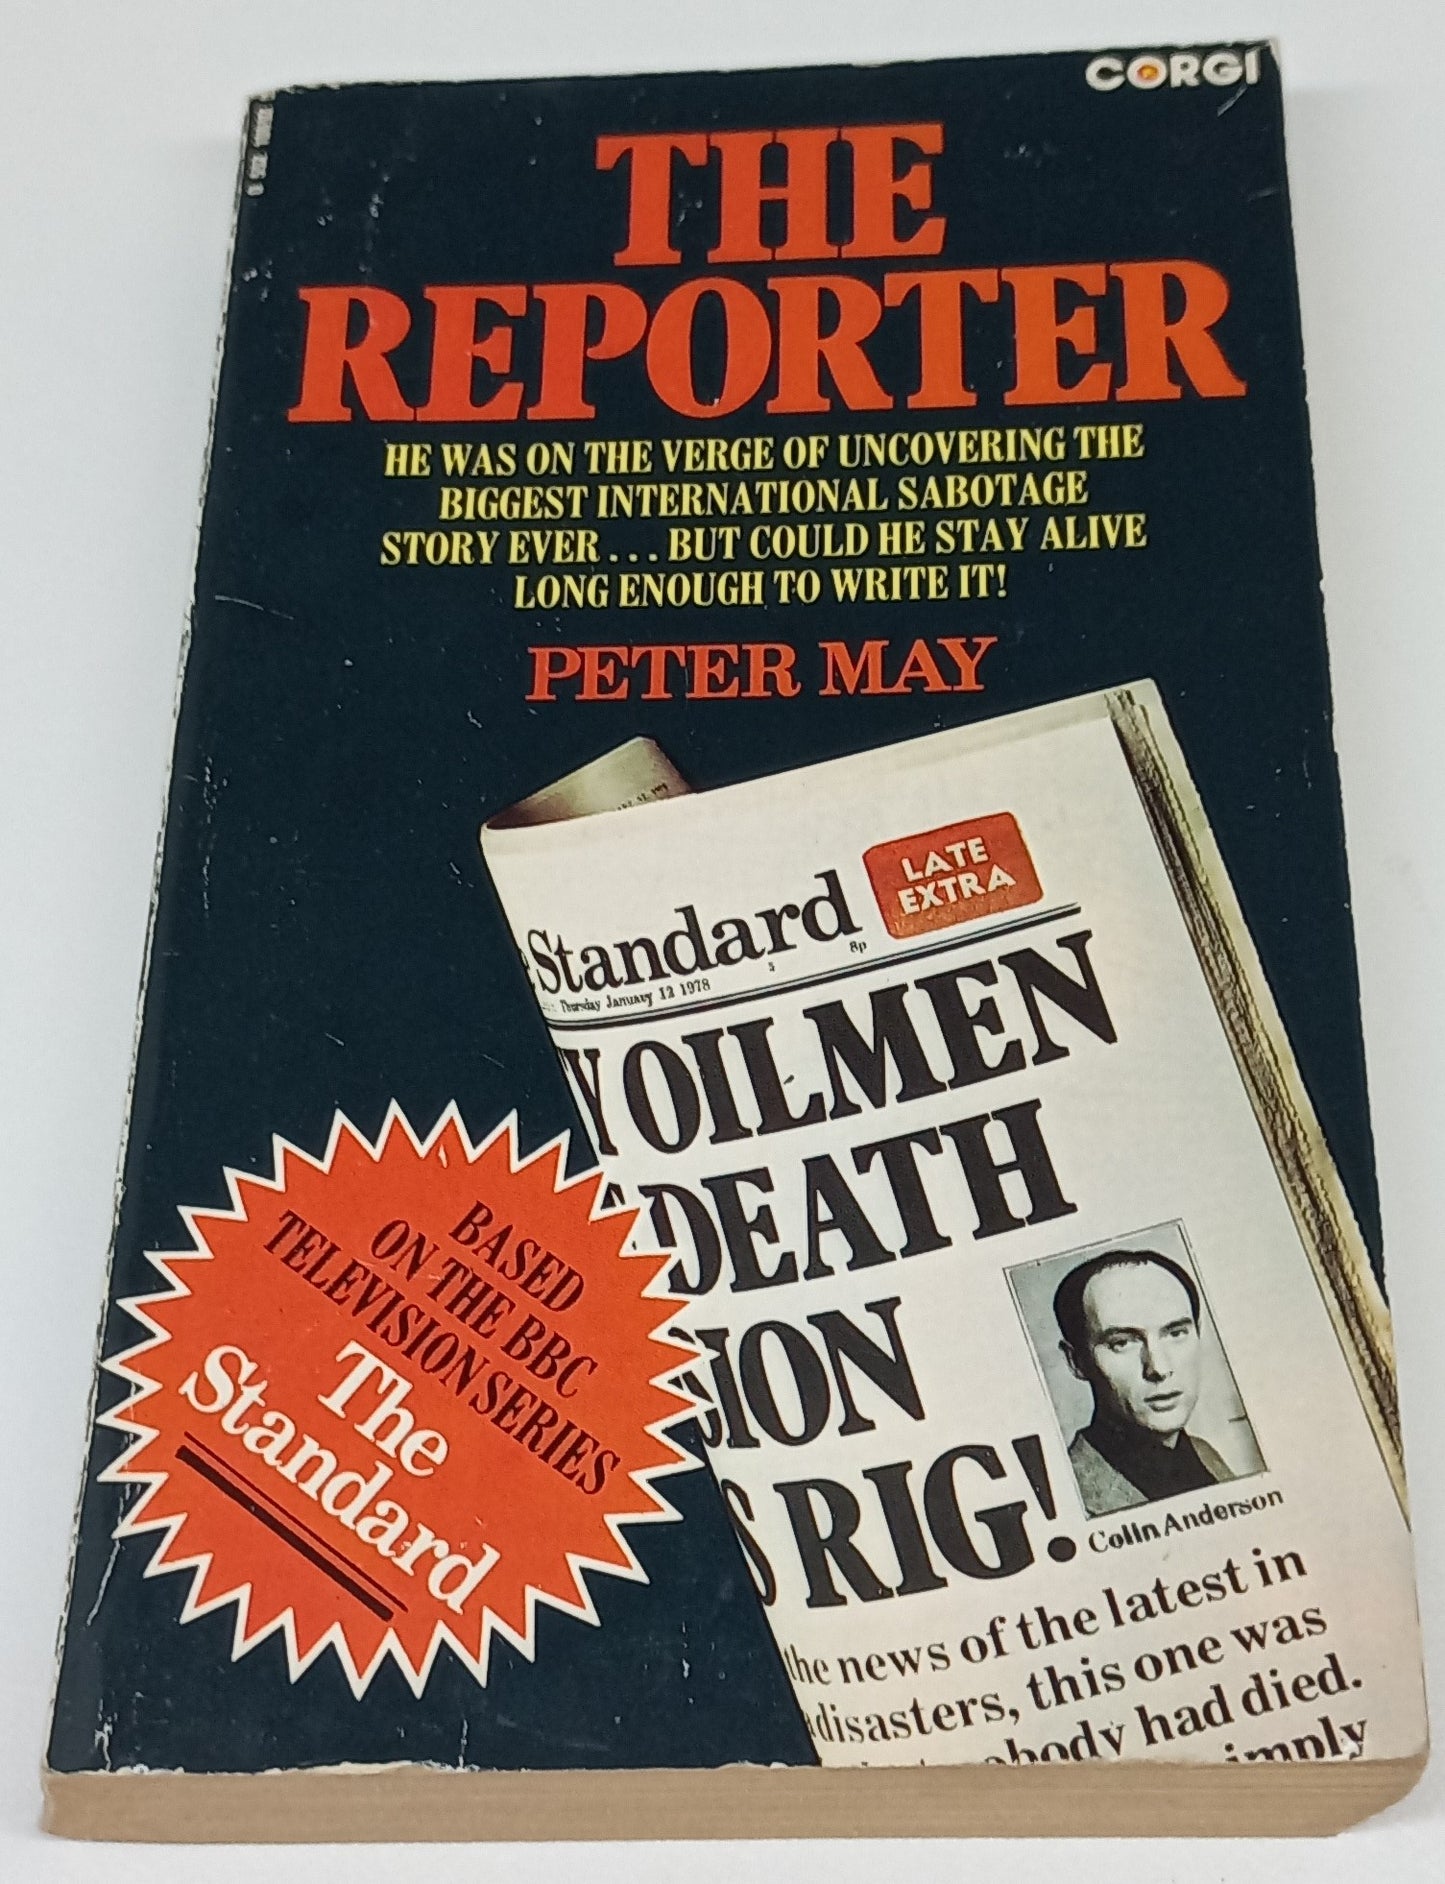 CORGI
THE
REPORTER
HE WAS ON THE VERGE OF UNCOVERING THE
BIGGEST INTERNATIONAL SABOTAGE
STORY EVER... BUT COULD HE STAY ALIVE
LONG ENOUGH TO WRITE IT!
PETER MAY
LATE
EXTRA
Standard
8p
Thursday January 12 1978
Y OILMEN
DEATH
ION
S RIG!
Colin Anderson
the news of the latest in
disasters, this one was
body had died.
imply
BASED
ON THE BBC
TELEVISION SERIES
The
Standard